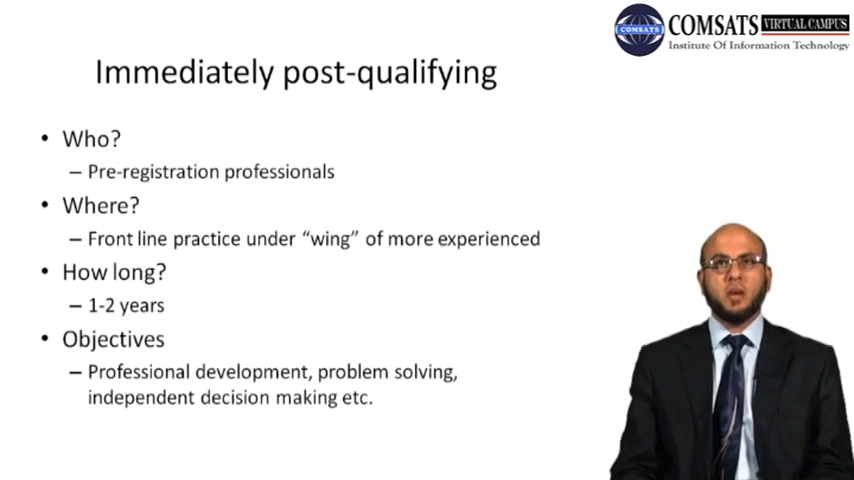 COMSATS
COMSATS VIRTUAL CAMPUS
Institute Of Information Technology
Immediately post-qualifying
• Who?
– Pre-registration professionals
• Where?
– Front line practice under “wing” of more experienced
• How long?
– 1-2 years
• Objectives
– Professional development, problem solving,
independent decision making etc.